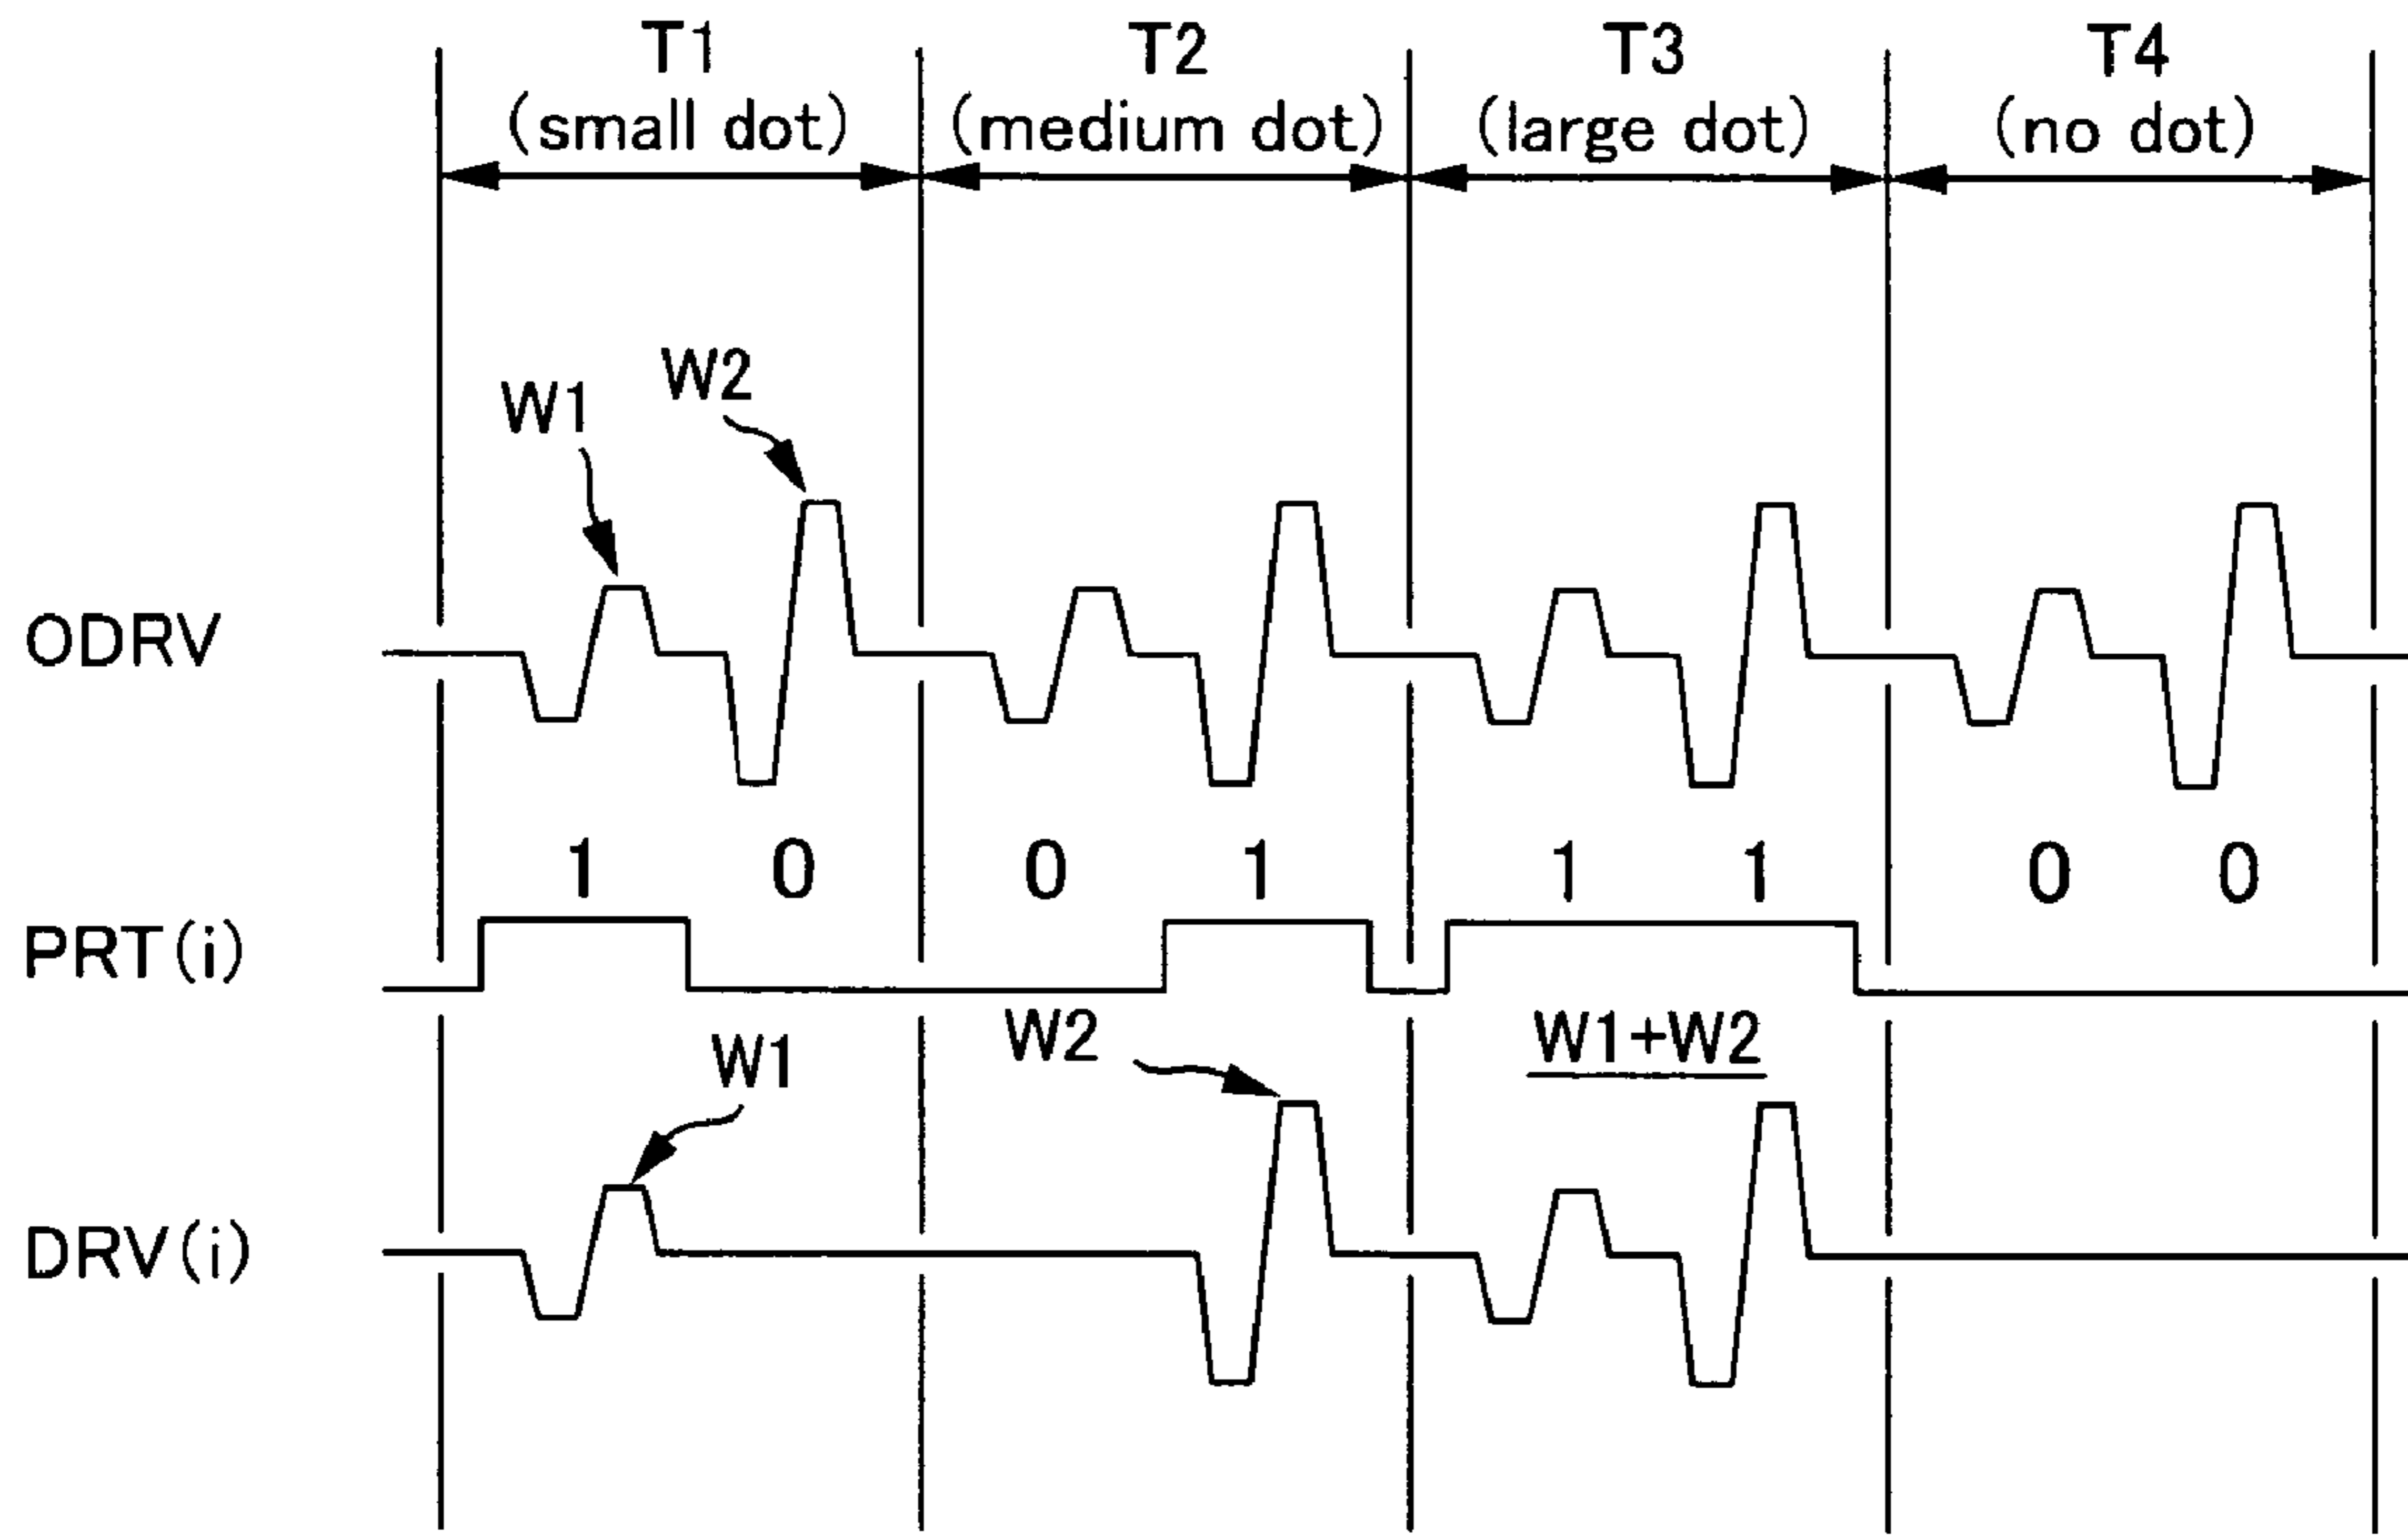 T1 T2 T3 T4
(small dot) (medium dot) (large dot) (no dot)
W1 W2
ODRV
1 0 0 1 1 1 0 0
PRT(i)
W1 W2 W1+W2
DRV(i)